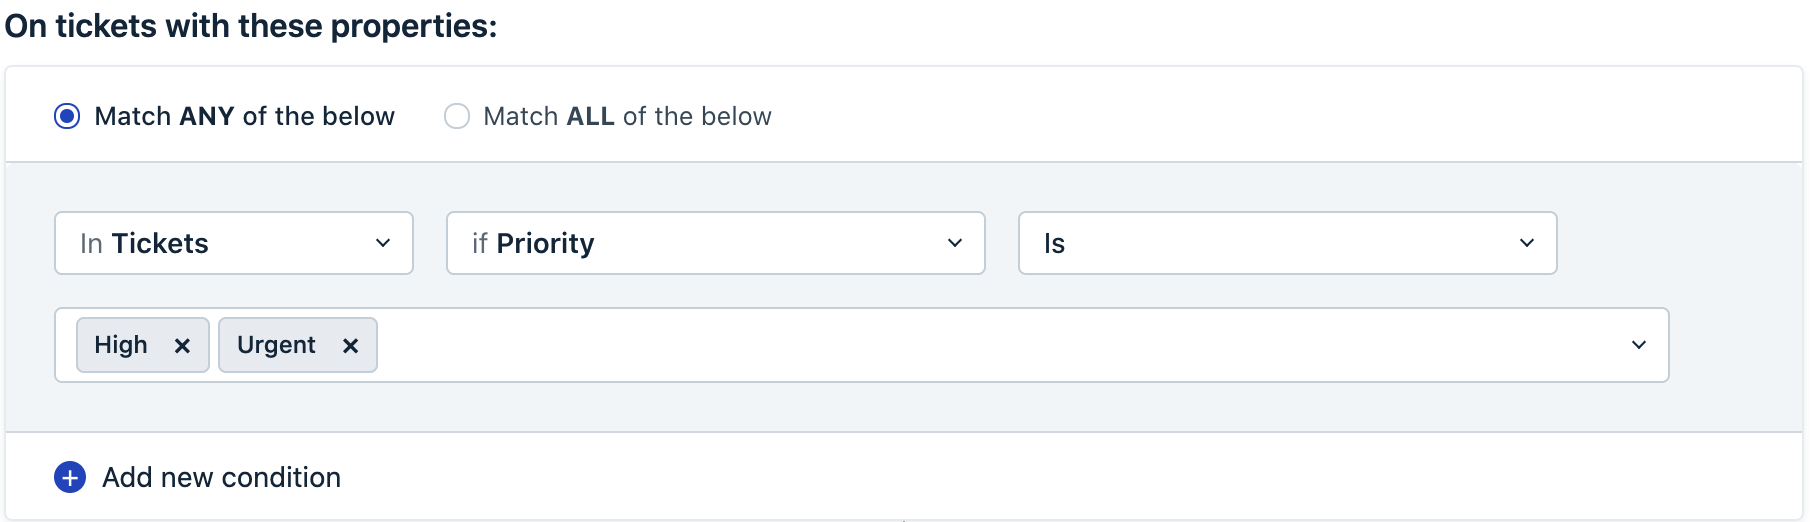 On tickets with these properties:
Match ANY of the below Match ALL of the below
In Tickets if Priority Is
High Urgent
Add new condition